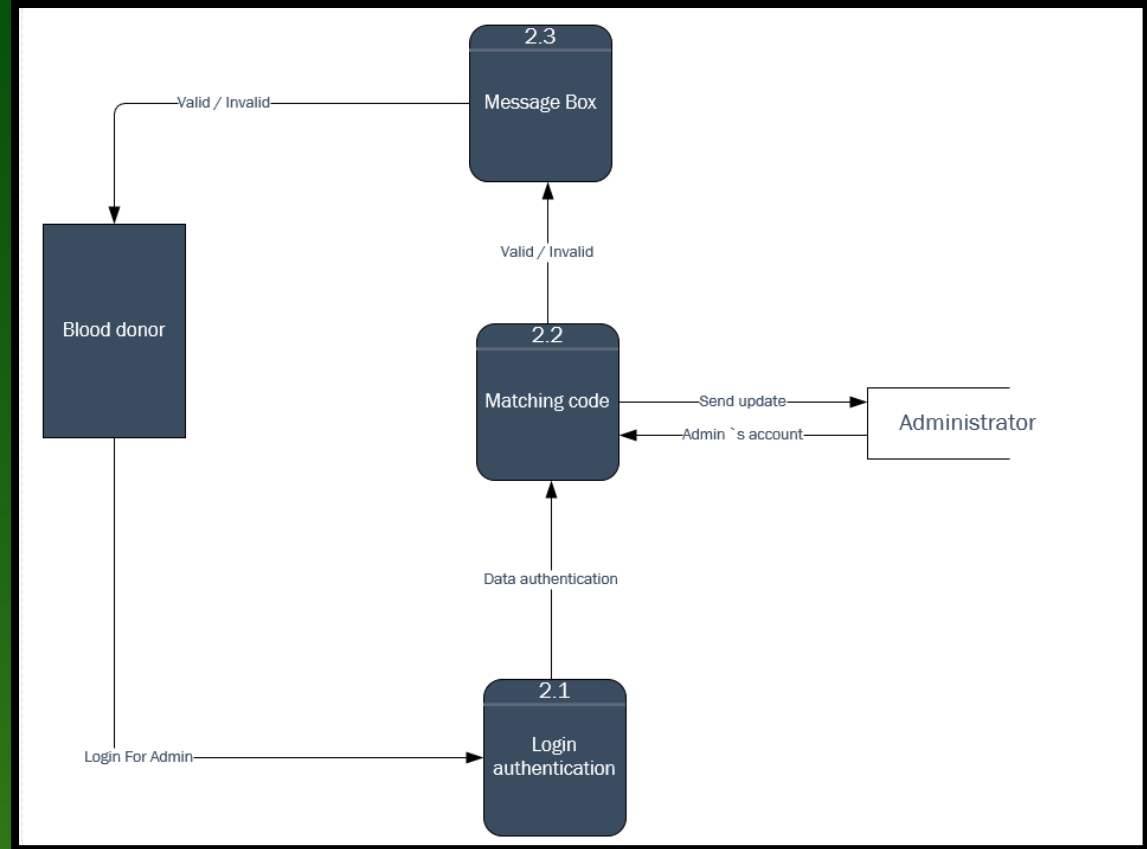 2.3
Message Box
Valid / Invalid
Valid / Invalid
Blood donor
2.2
Matching code
Send update
Admin `s account
Administrator
Data authentication
2.1
Login
authentication
Login For Admin